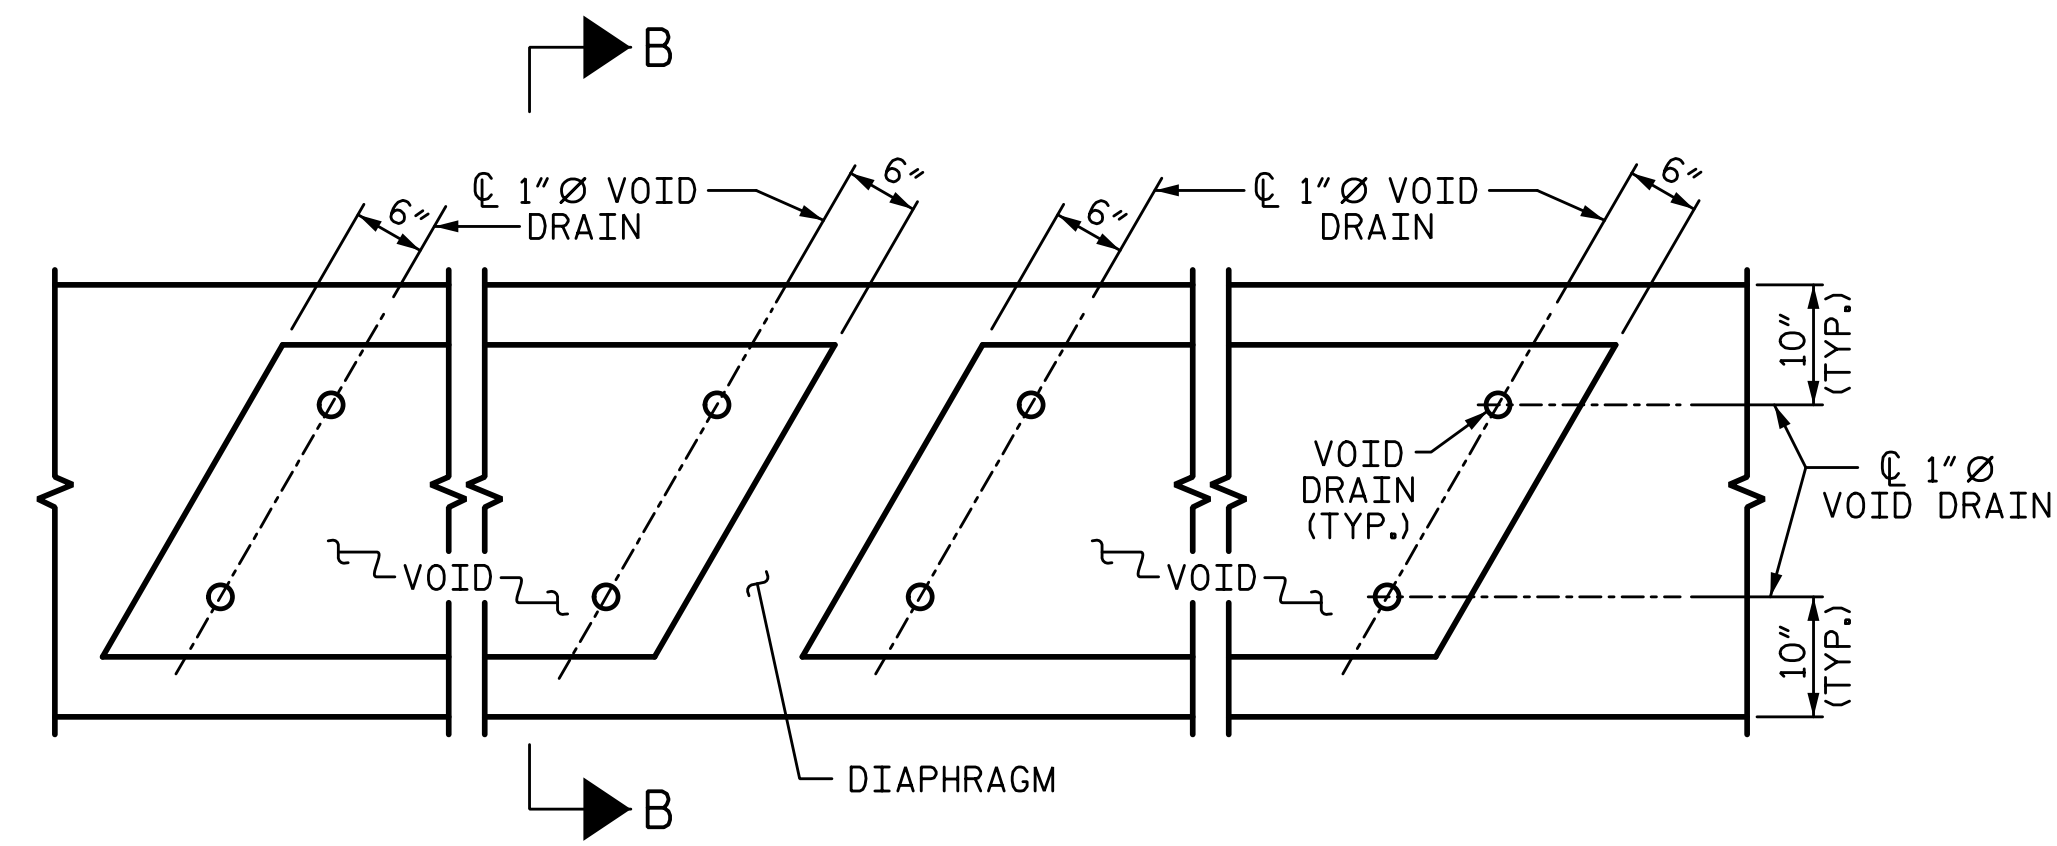 B
6"
℄ 1" Ø VOID
DRAIN
6"
6"
℄ 1" Ø VOID
DRAIN
6"
10"
(TYP.)
VOID
DRAIN
(TYP.)
℄ 1" Ø
VOID DRAIN
VOID
VOID
10"
(TYP.)
DIAPHRAGM
B